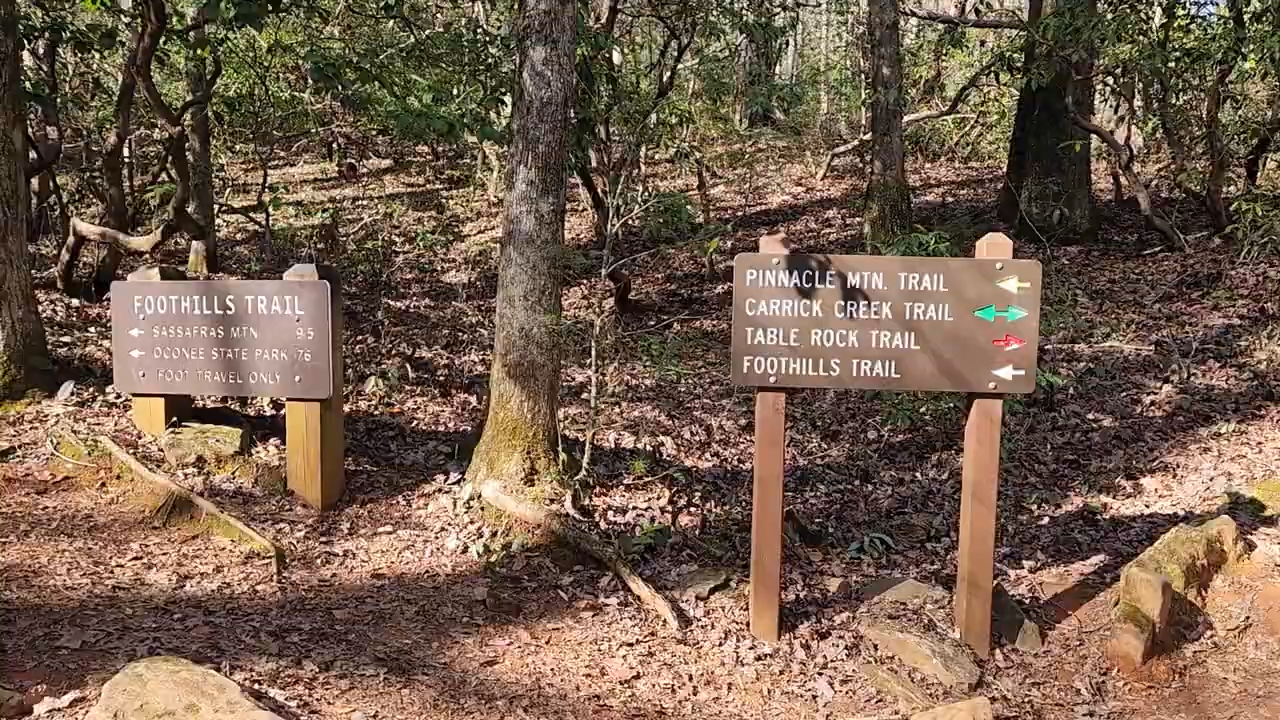 FOOTHILLS TRAIL
SASSAFRAS MTN. 9.5
OCONEE STATE PARK 76
FOOT TRAVEL ONLY
PINNACLE MTN. TRAIL
CARRICK CREEK TRAIL
TABLE ROCK TRAIL
FOOTHILLS TRAIL